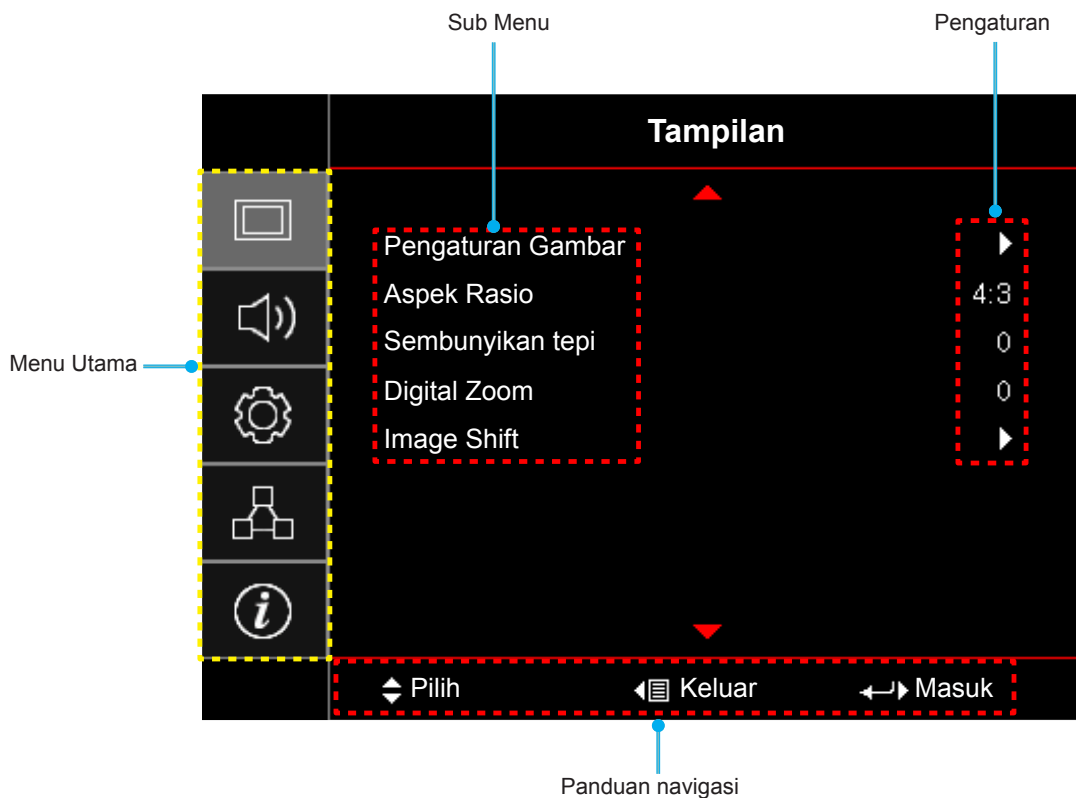 Sub Menu
Pengaturan
Tampilan
Pengaturan Gambar
Aspek Rasio
4:3
Sembunyikan tepi
0
Menu Utama
Digital Zoom
0
Image Shift
i
Pilih
Keluar
Masuk
Panduan navigasi